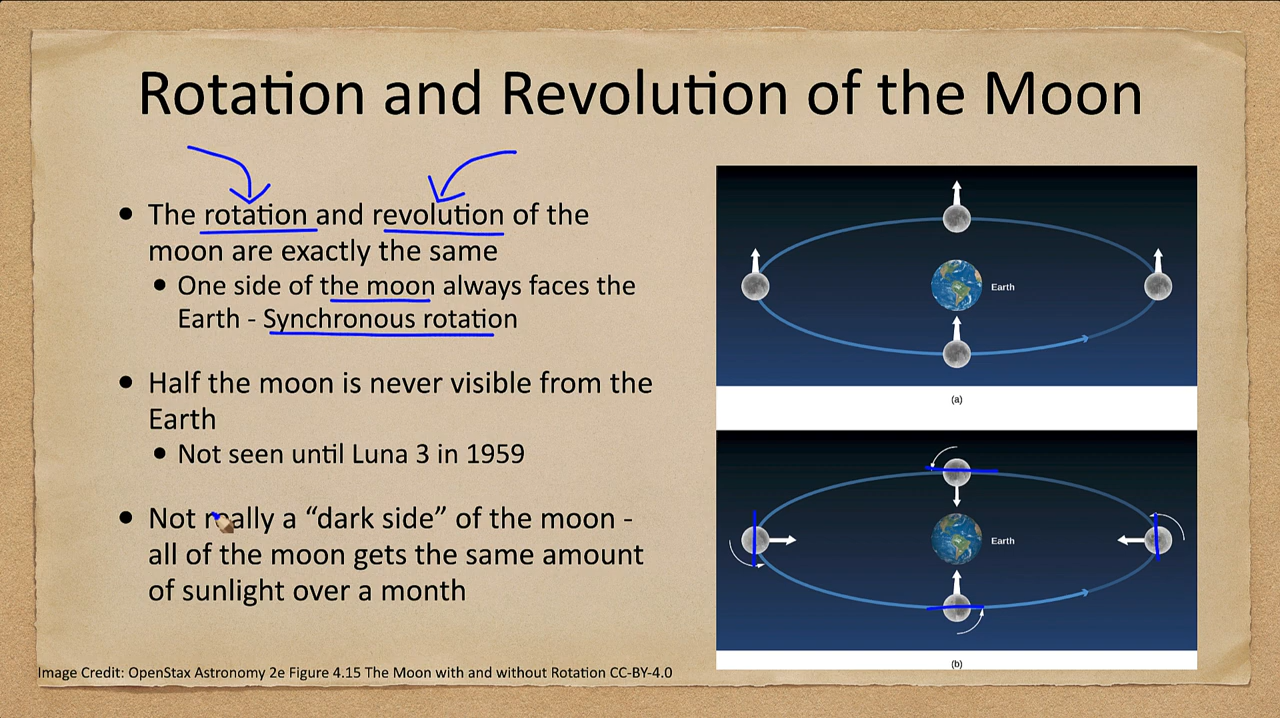 Rotation and Revolution of the Moon
• The rotation and revolution of the
moon are exactly the same
• One side of the moon always faces the
Earth - Synchronous rotation
• Half the moon is never visible from the
Earth
• Not seen until Luna 3 in 1959
• Not really a “dark side” of the moon -
all of the moon gets the same amount
of sunlight over a month
Earth
(a)
Earth
(b)
Image Credit: OpenStax Astronomy 2e Figure 4.15 The Moon with and without Rotation CC-BY-4.0